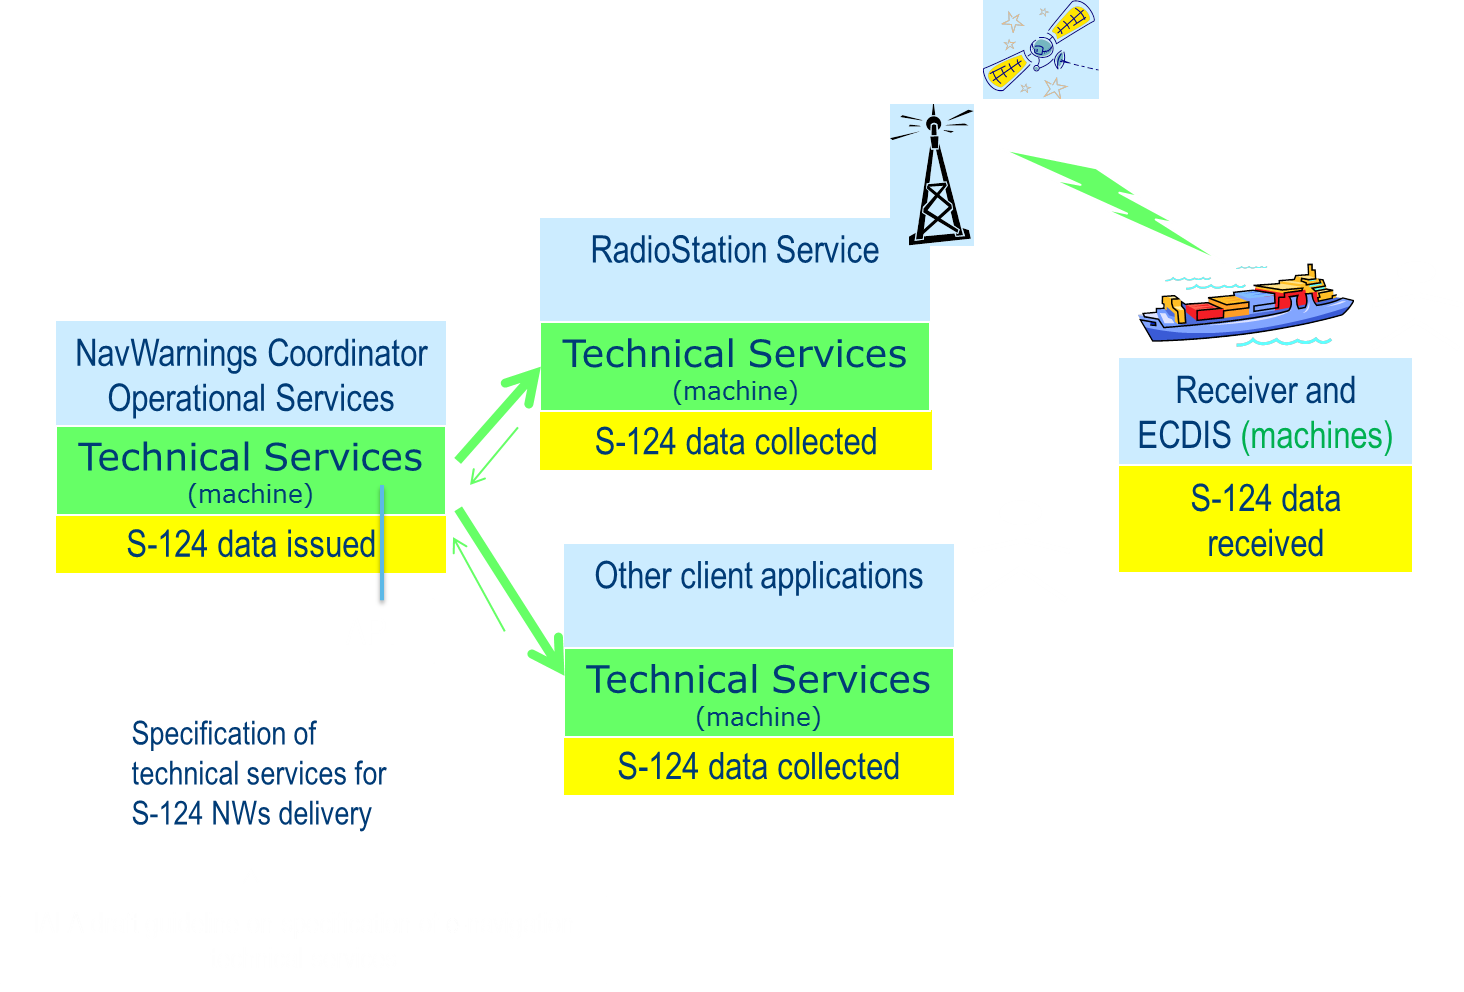 RadioStation Service
Technical Services
(machine)
S-124 data collected
NavWarnings Coordinator
Operational Services
Technical Services
(machine)
S-124 data issued
Receiver and
ECDIS (machines)
S-124 data
received
Other client applications
Technical Services
(machine)
S-124 data collected
Specification of
technical services for
S-124 NWs delivery